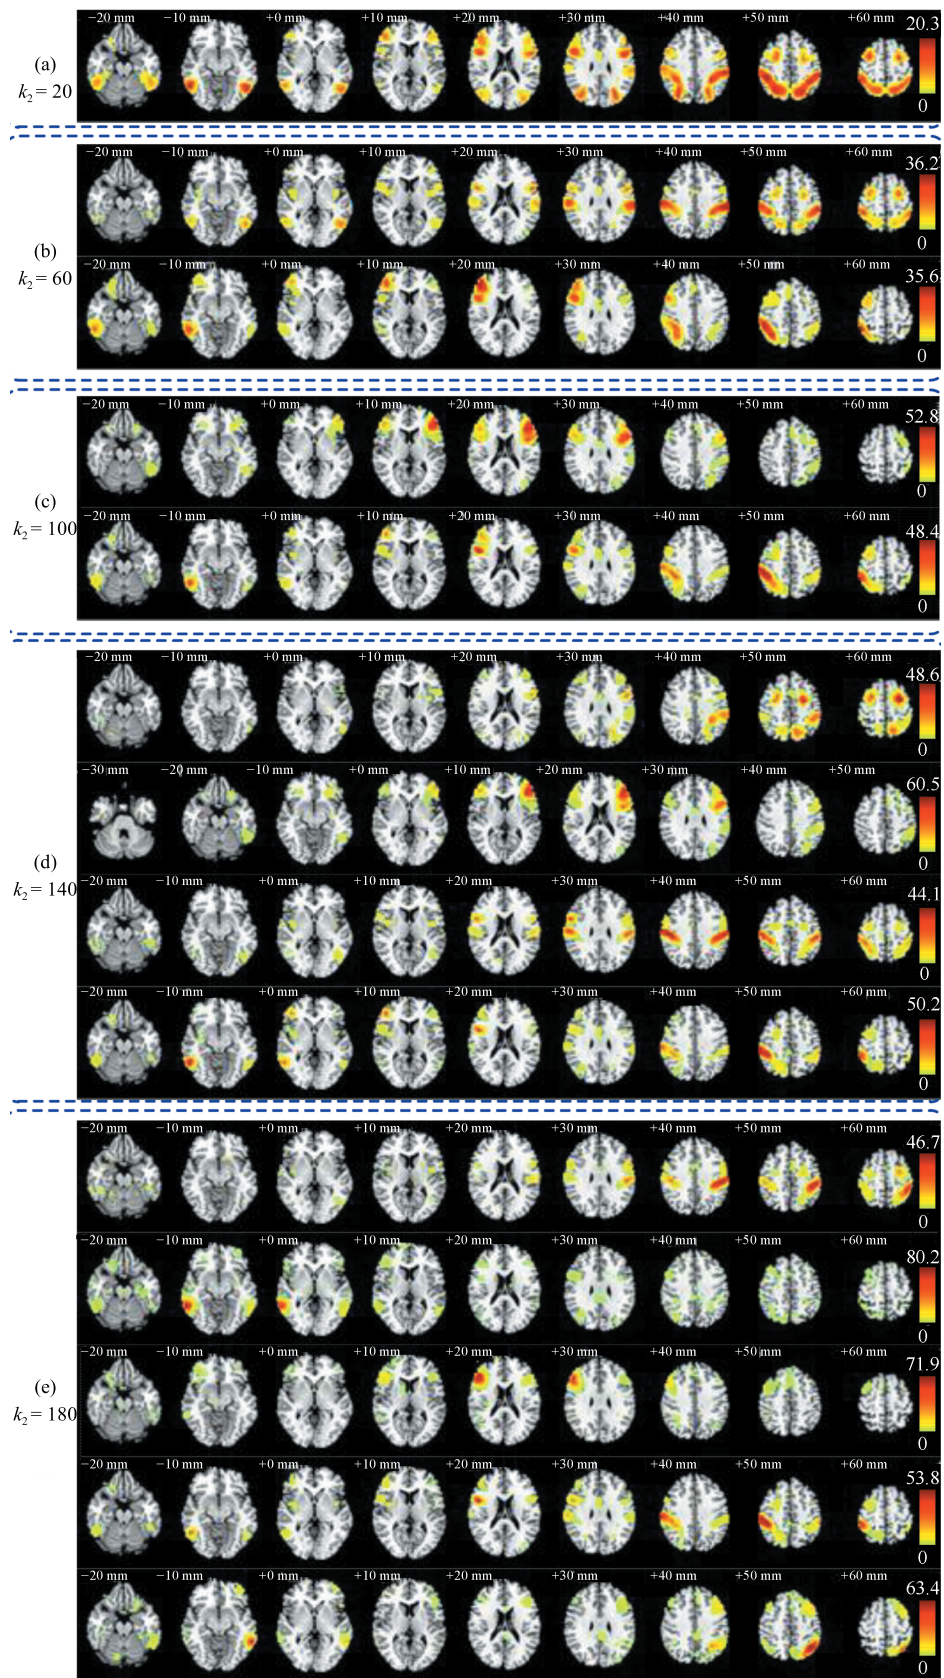 −20 mm −10 mm +0 mm +10 mm +20 mm +30 mm +40 mm +50 mm +60 mm 20.3
(a)
k2 = 20
0
−20 mm −10 mm +0 mm +10 mm +20 mm +30 mm +40 mm +50 mm +60 mm 36.2
(b)
0
k2 = 60
−20 mm −10 mm +0 mm +10 mm +20 mm +30 mm +40 mm +50 mm +60 mm 35.6
0
−20 mm −10 mm +0 mm +10 mm +20 mm +30 mm +40 mm +50 mm +60 mm 52.8
0
(c)
k2 = 100
−20 mm −10 mm +0 mm +10 mm +20 mm +30 mm +40 mm +50 mm +60 mm 48.4
0
−20 mm −10 mm +0 mm +10 mm +20 mm +30 mm +40 mm +50 mm +60 mm 48.6
0
−30 mm −20 mm −10 mm +0 mm +10 mm +20 mm +30 mm +40 mm +50 mm 60.5
0
(d)
k2 = 140
−20 mm −10 mm +0 mm +10 mm +20 mm +30 mm +40 mm +50 mm +60 mm 44.1
0
−20 mm −10 mm +0 mm +10 mm +20 mm +30 mm +40 mm +50 mm +60 mm 50.2
0
−20 mm −10 mm +0 mm +10 mm +20 mm +30 mm +40 mm +50 mm +60 mm 46.7
0
−20 mm −10 mm +0 mm +10 mm +20 mm +30 mm +40 mm +50 mm +60 mm 80.2
0
−20 mm −10 mm +0 mm +10 mm +20 mm +30 mm +40 mm +50 mm +60 mm 71.9
(e)
k2 = 180
0
−20 mm −10 mm +0 mm +10 mm +20 mm +30 mm +40 mm +50 mm +60 mm 53.8
0
−20 mm −10 mm +0 mm +10 mm +20 mm +30 mm +40 mm +50 mm +60 mm 63.4
0